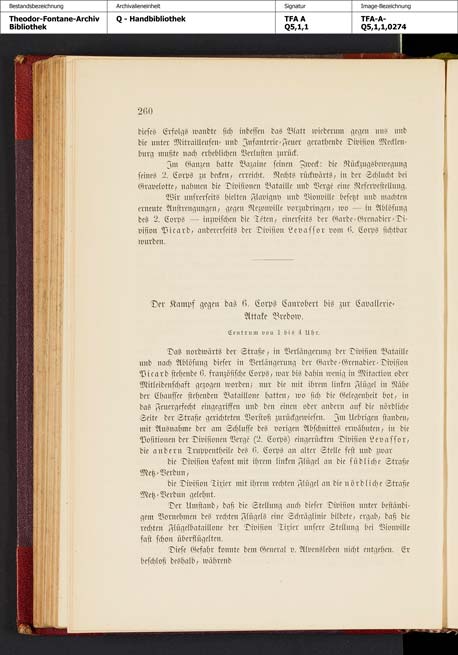 Bestandsbezeichnung Archivalieneinheit Signatur Image-Bezeichnung
Theodor-Fontane-Archiv Q - Handbibliothek TFA A TFA-A-
Bibliothek Q5,1,1 Q5,1,1,0274
260
dieses Erfolgs wandte sich indessen das Blatt wiederum gegen uns und
die unter Mitrailleusen- und Infanterie-Feuer gerathende Division Mecklen-
burg mußte nach erheblichen Verlusten zurück.
Im Ganzen hatte Bazaine seinen Zweck: die Rückzugsbewegung
seines 2. Corps zu decken, erreicht. Rechts rückwärts, in der Schlucht bei
Gravelotte, nahmen die Divisionen Bataille und Vergé eine Reservestellung.
Wir unsrerseits hielten Flavigny und Vionville besetzt und machten
erneute Anstrengungen, gegen Rezonville vorzudringen, wo — in Ablösung
des 2. Corps — inzwischen die Têten, einerseits der Garde-Grenadier-Di-
vision Picard, andererseits der Division Levassor vom 6. Corps sichtbar
wurden.
Der Kampf gegen das 6. Corps Canrobert bis zur Cavallerie-
Attake Bredow.
Centrum von 1 bis 4 Uhr.
Das nordwärts der Straße, in Verlängerung der Division Bataille
und nach Ablösung dieser in Verlängerung der Garde-Grenadier-Division
Picard stehende 6. französische Corps, war bis dahin wenig in Mitaction oder
Mitleidenschaft gezogen worden; nur die mit ihrem linken Flügel in Nähe
der Chaussee stehenden Bataillone hatten, wo sich die Gelegenheit bot, in
das Feuergefecht eingegriffen und den einen oder andern auf die nördliche
Seite der Straße gerichteten Vorstoß zurückgewiesen. Im Uebrigen standen,
mit Ausnahme der am Schlusse des vorigen Abschnittes erwähnten, in die
Positionen der Divisionen Vergé (2. Corps) eingerückten Division Levassor,
die andern Truppentheile des 6. Corps an alter Stelle fest und zwar
die Division Lafont mit ihrem linken Flügel an die südliche Straße
Metz-Verdun,
die Division Tixier mit ihrem rechten Flügel an die nördliche Straße
Metz-Verdun gelehnt.
Der Umstand, daß die Stellung auch dieser Division unter beständi-
gem Vornehmen des rechten Flügels eine Schräglinie bildete, ergab, daß die
rechten Flügelbataillone der Division Tixier unsere Stellung bei Vionville
fast schon überflügelten.
Diese Gefahr konnte dem General v. Alvensleben nicht entgehen. Er
beschloß deshalb, während